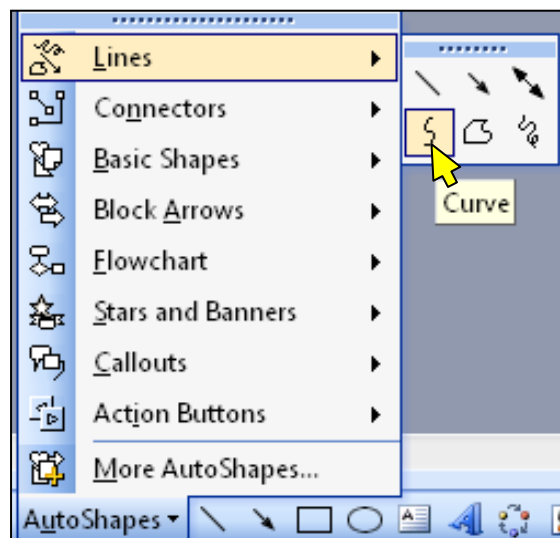 Lines
Connectors
Basic Shapes
Block Arrows
Flowchart
Stars and Banners
Callouts
Action Buttons
More AutoShapes...
AutoShapes
Curve